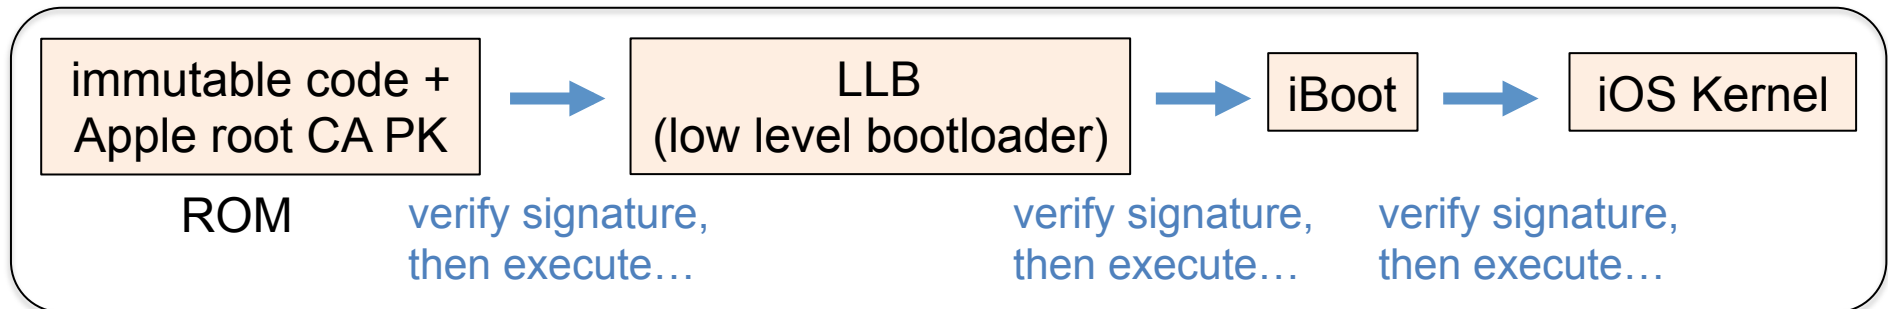 immutable code +
Apple root CA PK
LLB
(low level bootloader)
iBoot
iOS Kernel
ROM
verify signature,
then execute…
verify signature,
then execute…
verify signature,
then execute…